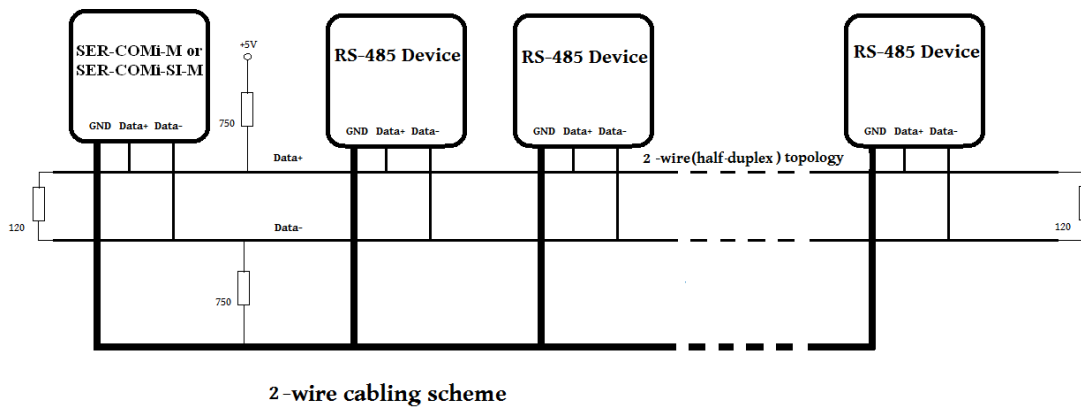 SER-COMi-M or
SER-COMi-SI-M
GND Data+ Data-
+5V
750
RS-485 Device
GND Data+ Data-
RS-485 Device
GND Data+ Data-
RS-485 Device
GND Data+ Data-
Data+
2 -wire(half-duplex) topology
120
Data-
120
750
2 -wire cabling scheme